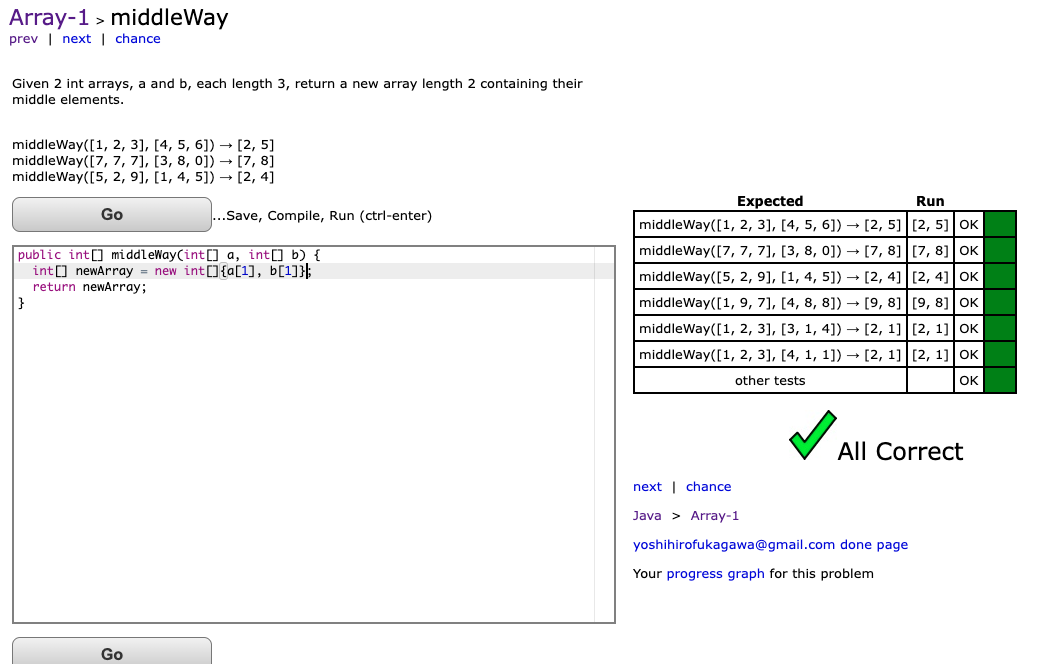 Array-1 > middleWay
prev | next | chance
Given 2 int arrays, a and b, each length 3, return a new array length 2 containing their
middle elements.
middleWay([1, 2, 3], [4, 5, 6]) → [2, 5]
middleWay([7, 7, 7], [3, 8, 0]) → [7, 8]
middleWay([5, 2, 9], [1, 4, 5]) → [2, 4]
Go ...Save, Compile, Run (ctrl-enter)
public int[] middleWay(int[] a, int[] b) {
  int[] newArray = new int[]{a[1], b[1]};
  return newArray;
}
Go
Expected Run
middleWay([1, 2, 3], [4, 5, 6]) → [2, 5] [2, 5] OK
middleWay([7, 7, 7], [3, 8, 0]) → [7, 8] [7, 8] OK
middleWay([5, 2, 9], [1, 4, 5]) → [2, 4] [2, 4] OK
middleWay([1, 9, 7], [4, 8, 8]) → [9, 8] [9, 8] OK
middleWay([1, 2, 3], [3, 1, 4]) → [2, 1] [2, 1] OK
middleWay([1, 2, 3], [4, 1, 1]) → [2, 1] [2, 1] OK
other tests OK
All Correct
next | chance
Java > Array-1
yoshihirofukagawa@gmail.com done page
Your progress graph for this problem